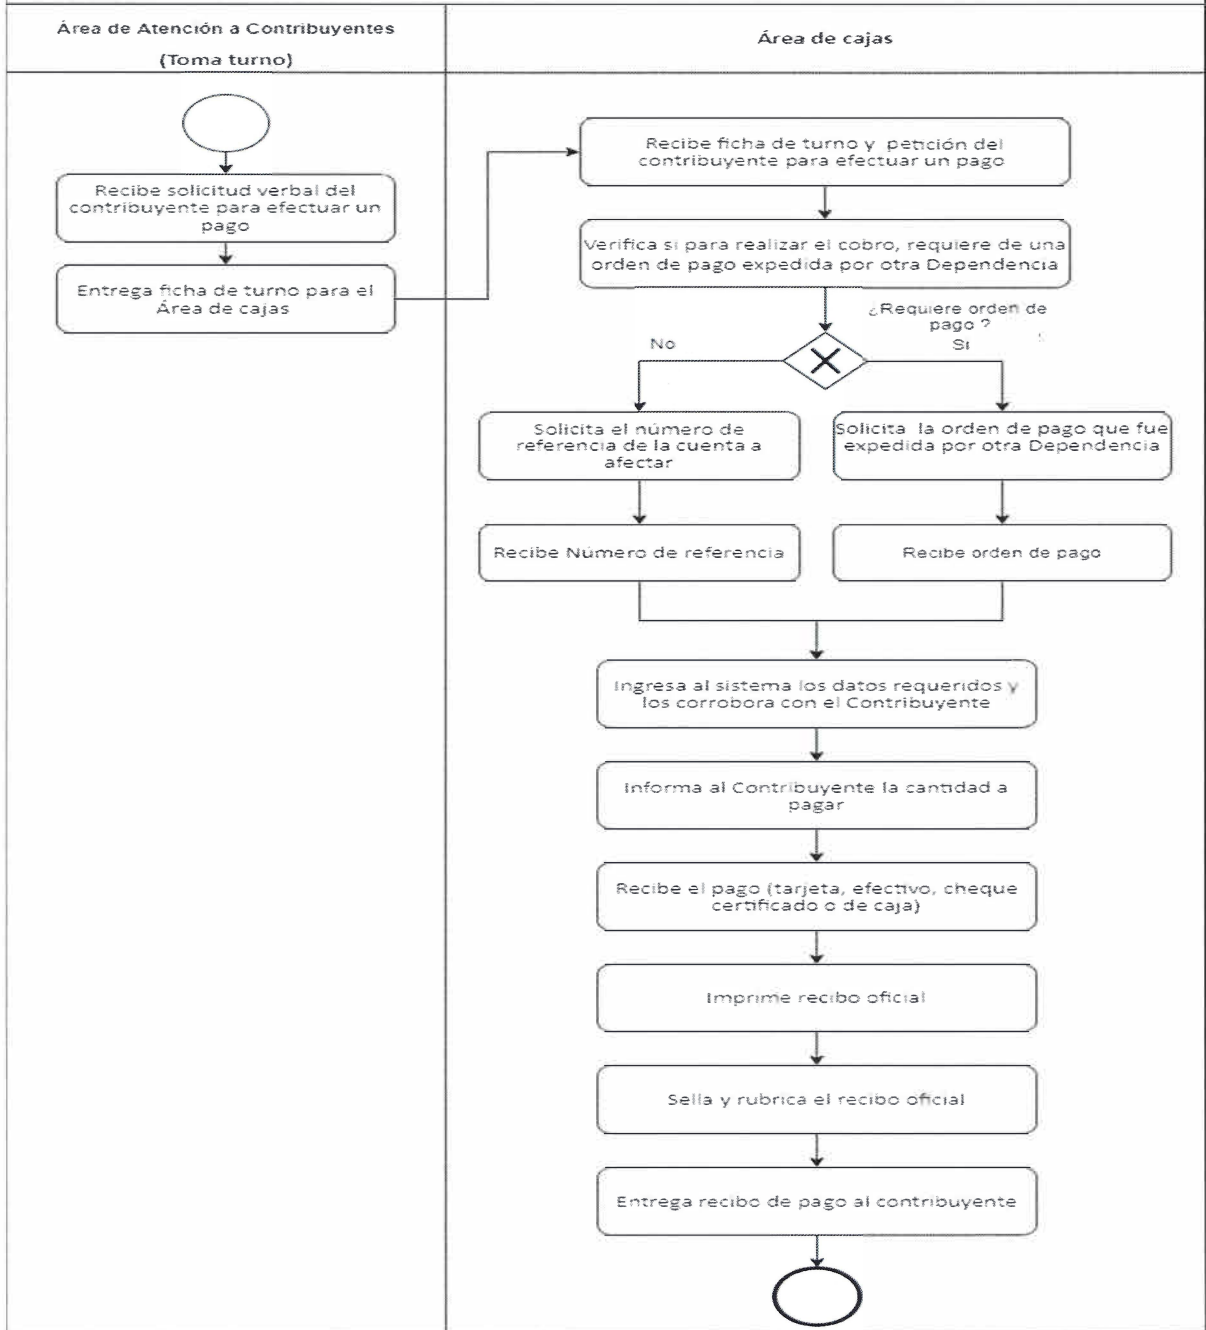 Área de Atención a Contribuyentes
(Toma turno)
Área de cajas
Recibe solicitud verbal del
contribuyente para efectuar un
pago
Entrega ficha de turno para el
Área de cajas
Recibe ficha de turno y petición del
contribuyente para efectuar un pago
Verifica si para realizar el cobro, requiere de una
orden de pago expedida por otra Dependencia
¿Requiere orden de
pago ?
No
Si
Solicita el número de
referencia de la cuenta a
afectar
Solicita la orden de pago que fue
expedida por otra Dependencia
Recibe Número de referencia
Recibe orden de pago
Ingresa al sistema los datos requeridos y
los corrobora con el Contribuyente
Informa al Contribuyente la cantidad a
pagar
Recibe el pago (tarjeta, efectivo, cheque
certificado o de caja)
Imprime recibo oficial
Sella y rubrica el recibo oficial
Entrega recibo de pago al contribuyente